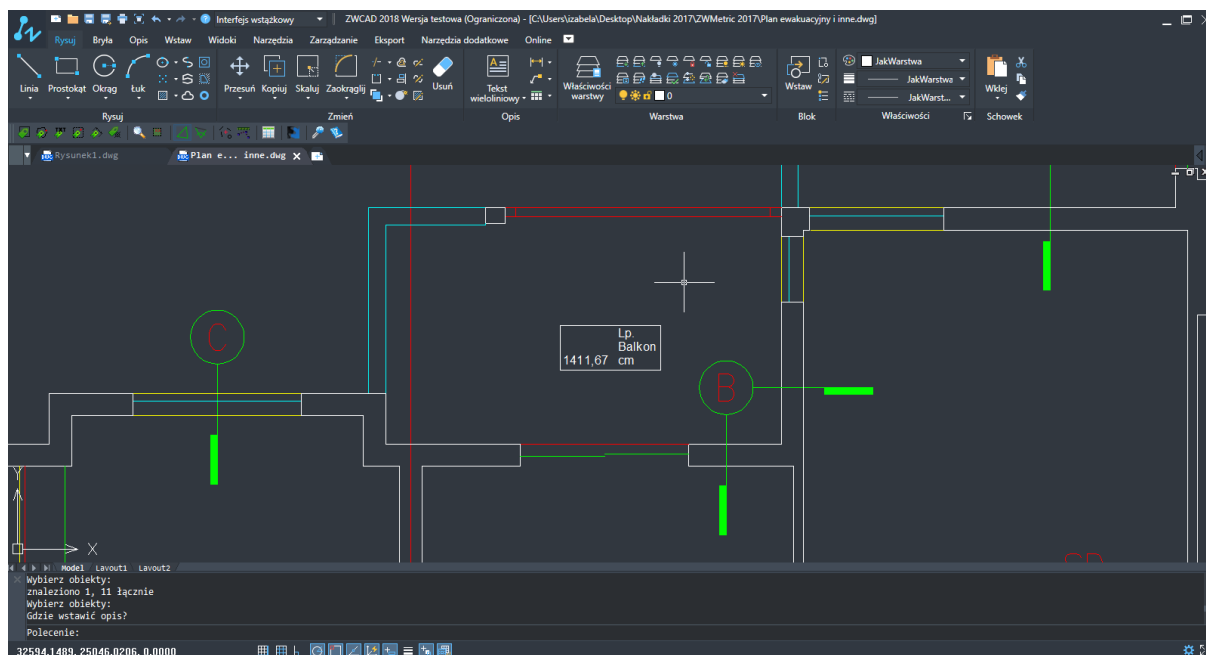 Interfejs wstążkowy
ZWCAD 2018 Wersja testowa (Ograniczona) - [C:\Users\izabela\Desktop\Nakładki 2017\ZWMetric 2017\Plan ewakuacyjny i inne.dwg]
Rysuj Bryła Opis Wstaw Widoki Narzędzia Zarządzanie Eksport Narzędzia dodatkowe Online
Linia Prostokąt Okrąg Łuk Przesuń Kopiuj Skaluj Zaokrąglij Usuń Tekst wieloliniowy Właściwości warstwy Wstaw Wklej
JakWarstwa
JakWarstwa
JakWarst...
0
Rysuj Zmień Opis Warstwa Blok Właściwości Schowek
Rysunek1.dwg Plan e... inne.dwg
C
Lp.
Balkon
1411,67 cm
B
Y
X
Model Layout1 Layout2
Wybierz obiekty:
znaleziono 1, 11 łącznie
Wybierz obiekty:
Gdzie wstawić opis?
Polecenie:
32594.1489, 25046.0206, 0.0000